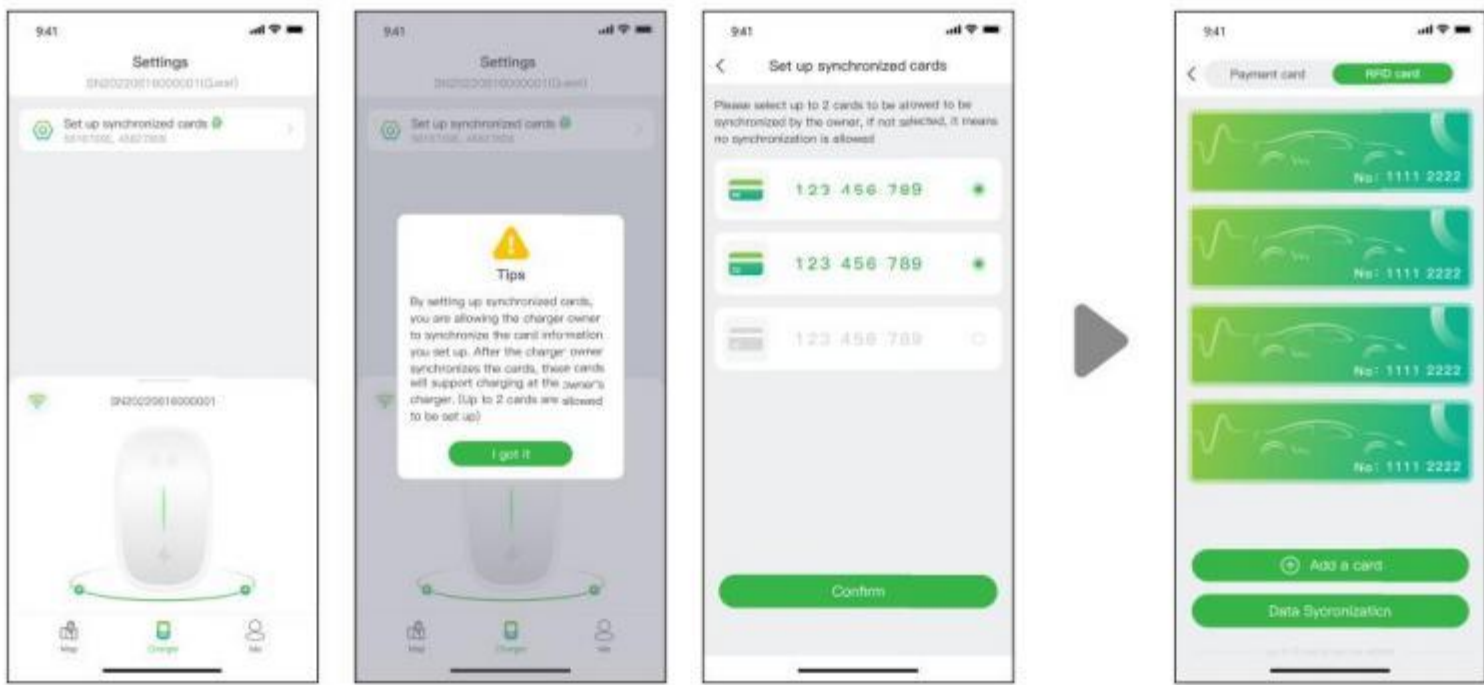 9:41
Settings
Set up synchronized cards
SN20220616000001
Map
Charger
Me
9:41
Settings
Set up synchronized cards
Tips
By setting up synchronized cards,
you are allowing the charger owner
to synchronize the card information
you set up. After the charger owner
synchronizes the cards, these cards
will support charging at the owner's
charger. (Up to 2 cards are allowed
to be set up)
I got it
Map
Charger
Me
9:41
Set up synchronized cards
Please select up to 2 cards to be allowed to be
synchronized by the owner, if not selected, it means
no synchronization is allowed
123 456 789
123 456 789
123 456 789
Confirm
9:41
Payment card
RFID card
No: 1111 2222
No: 1111 2222
No: 1111 2222
No: 1111 2222
Add a card
Data Sycronization